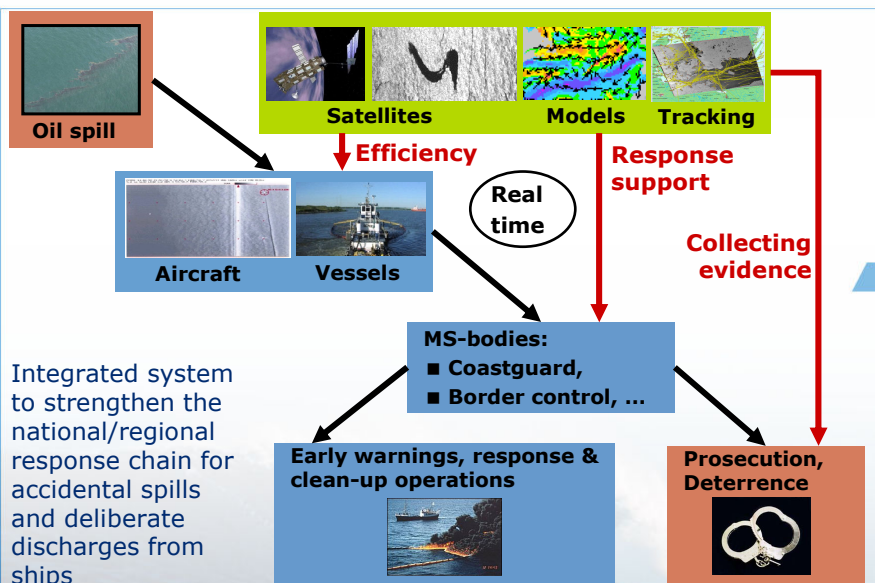 Oil spill
Satellites
Models
Tracking
Efficiency
Response
support
Real
time
Collecting
evidence
Aircraft
Vessels
MS-bodies:
■ Coastguard,
■ Border control, ...
Integrated system
to strengthen the
national/regional
response chain for
accidental spills
and deliberate
discharges from
ships
Early warnings, response &
clean-up operations
Prosecution,
Deterrence